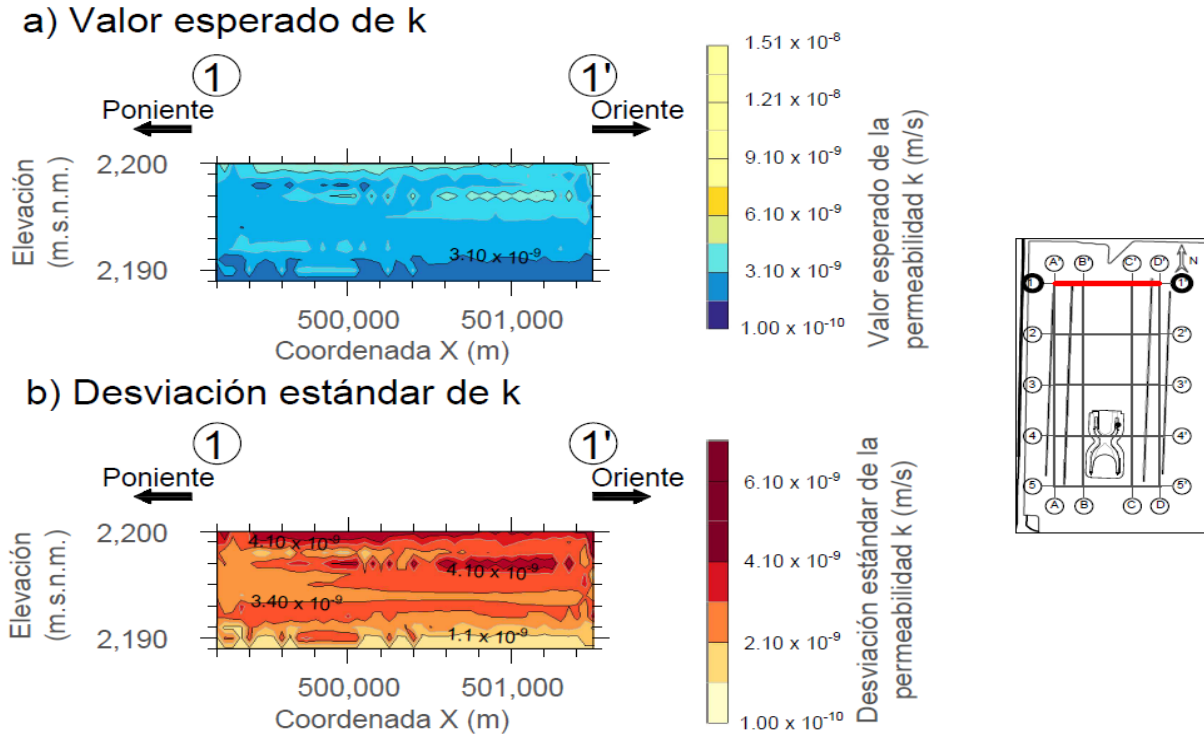 a) Valor esperado de k
1
1'
Poniente
Oriente
Elevación
(m.s.n.m.)
2,200
2,190
3.10 x 10⁻⁹
500,000
501,000
Coordenada X (m)
1.51 x 10⁻⁸
1.21 x 10⁻⁸
9.10 x 10⁻⁹
6.10 x 10⁻⁹
3.10 x 10⁻⁹
1.00 x 10⁻¹⁰
Valor esperado de la
permeabilidad k (m/s)
b) Desviación estándar de k
1
1'
Poniente
Oriente
Elevación
(m.s.n.m.)
2,200
2,190
4.10 x 10⁻⁹
4.10 x 10⁻⁹
3.40 x 10⁻⁹
1.1 x 10⁻⁹
500,000
501,000
Coordenada X (m)
6.10 x 10⁻⁹
4.10 x 10⁻⁹
2.10 x 10⁻⁹
1.00 x 10⁻¹⁰
Desviación estándar de la
permeabilidad k (m/s)
A' B' C' D' N
1 1'
2 2'
3 3'
4 4'
5 5'
A B C D